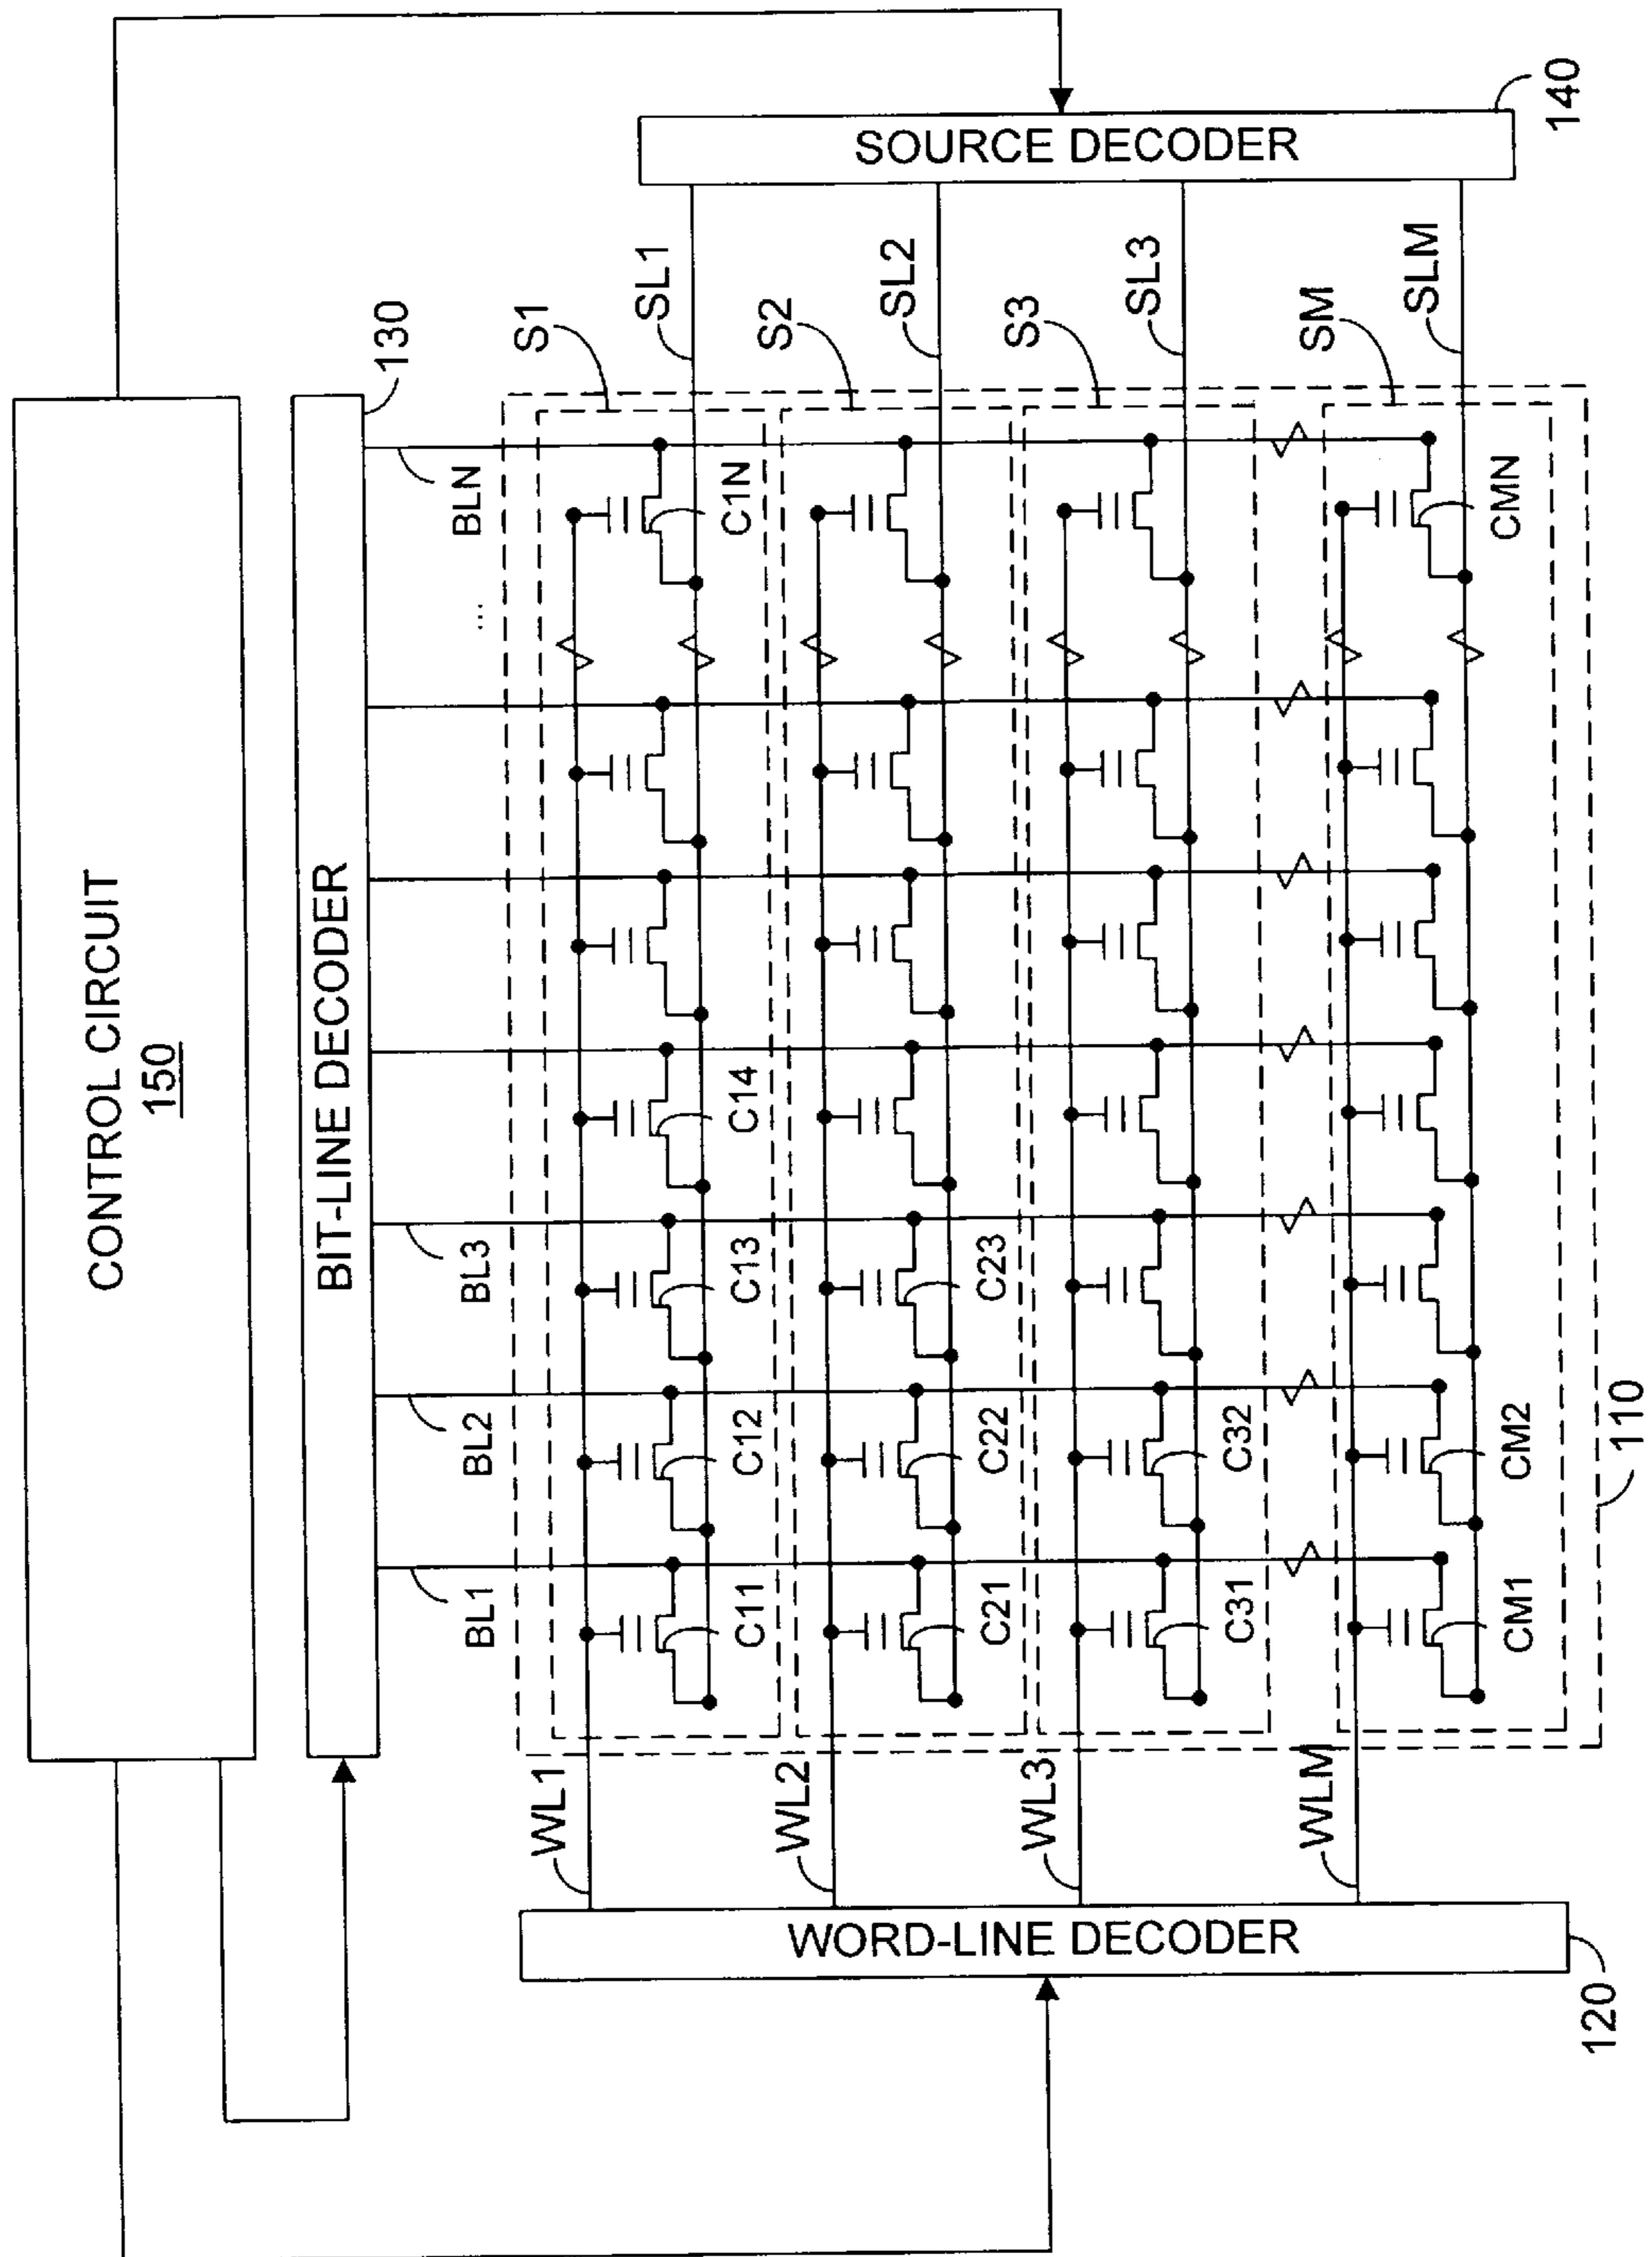 CONTROL CIRCUIT
150
BIT-LINE DECODER
130
BL1
BL2
BL3
...
BLN
WL1
C11
C12
C13
C14
C1N
S1
SL1
WL2
C21
C22
C23
S2
SL2
WL3
C31
C32
S3
SL3
WLM
CM1
CM2
CMN
SM
SLM
WORD-LINE DECODER
120
SOURCE DECODER
140
110